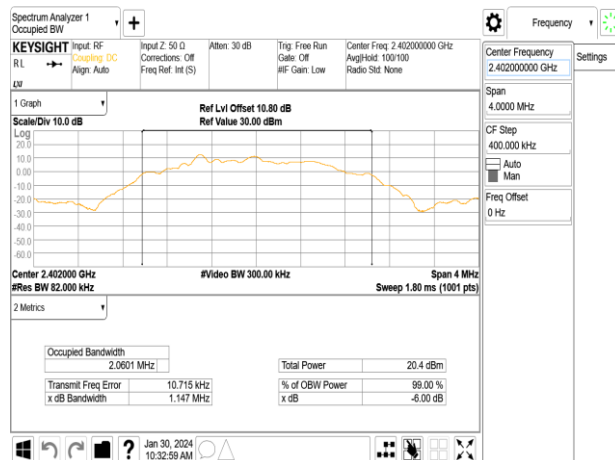 Spectrum Analyzer 1
Occupied BW
Frequency
KEYSIGHT
RL
LXI
Input: RF
Coupling: DC
Align: Auto
Input Z: 50 Ω
Corrections: Off
Freq Ref: Int (S)
Atten: 30 dB
Trig: Free Run
Gate: Off
#IF Gain: Low
Center Freq: 2.402000000 GHz
Avg|Hold: 100/100
Radio Std: None
Center Frequency
2.402000000 GHz
Settings
Span
4.0000 MHz
CF Step
400.000 kHz
Auto
Man
Freq Offset
0 Hz
1 Graph
Scale/Div 10.0 dB
Ref Lvl Offset 10.80 dB
Ref Value 30.00 dBm
Log
20.0
10.0
0.00
-10.0
-20.0
-30.0
-40.0
-50.0
-60.0
Center 2.402000 GHz
#Res BW 82.000 kHz
#Video BW 300.00 kHz
Span 4 MHz
Sweep 1.80 ms (1001 pts)
2 Metrics
Occupied Bandwidth
2.0601 MHz
Transmit Freq Error 10.715 kHz
x dB Bandwidth 1.147 MHz
Total Power 20.4 dBm
% of OBW Power 99.00 %
x dB -6.00 dB
?
Jan 30, 2024
10:32:59 AM